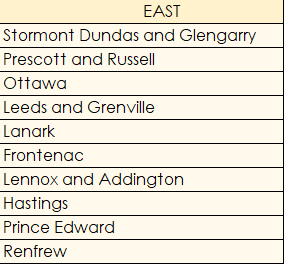 EAST
Stormont Dundas and Glengarry
Prescott and Russell
Ottawa
Leeds and Grenville
Lanark
Frontenac
Lennox and Addington
Hastings
Prince Edward
Renfrew